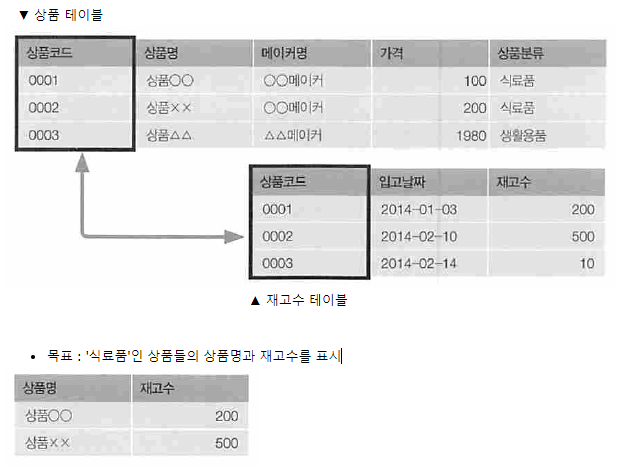 ▼ 상품 테이블
상품코드 상품명 메이커명 가격 상품분류
0001 상품○○ ○○메이커 100 식료품
0002 상품×× ○○메이커 200 식료품
0003 상품△△ △△메이커 1980 생활용품
상품코드 입고날짜 재고수
0001 2014-01-03 200
0002 2014-02-10 500
0003 2014-02-14 10
▲ 재고수 테이블
• 목표 : '식료품'인 상품들의 상품명과 재고수를 표시
상품명 재고수
상품○○ 200
상품×× 500